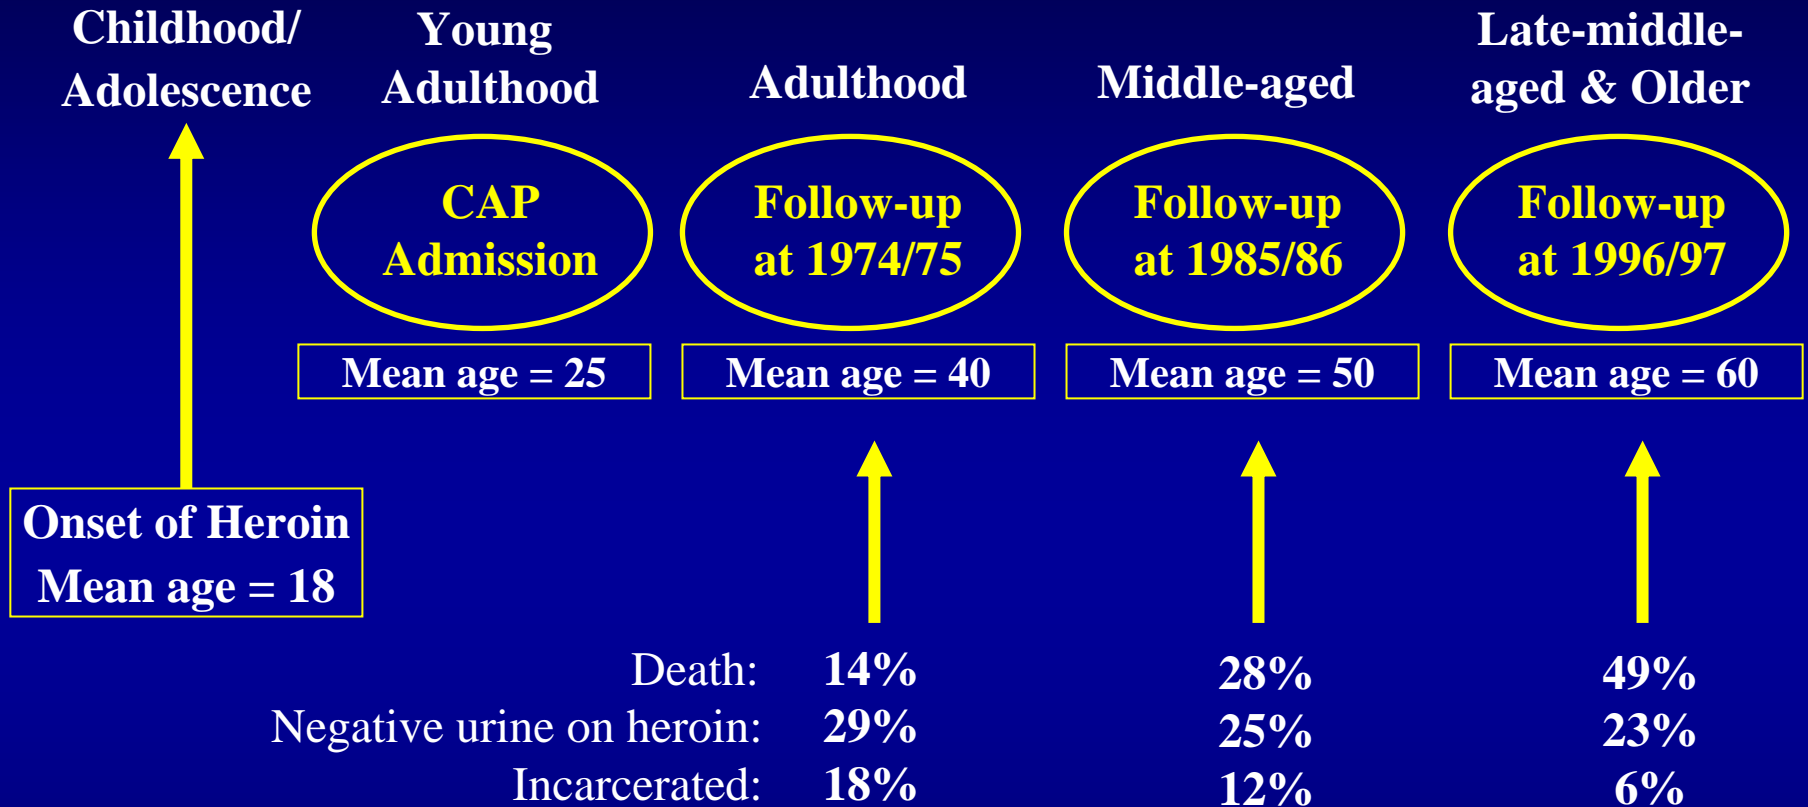 Childhood/
Adolescence
Young
Adulthood
Adulthood
Middle-aged
Late-middle-
aged & Older
CAP
Admission
Follow-up
at 1974/75
Follow-up
at 1985/86
Follow-up
at 1996/97
Mean age = 25
Mean age = 40
Mean age = 50
Mean age = 60
Onset of Heroin
Mean age = 18
Death: 14% 28% 49%
Negative urine on heroin: 29% 25% 23%
Incarcerated: 18% 12% 6%